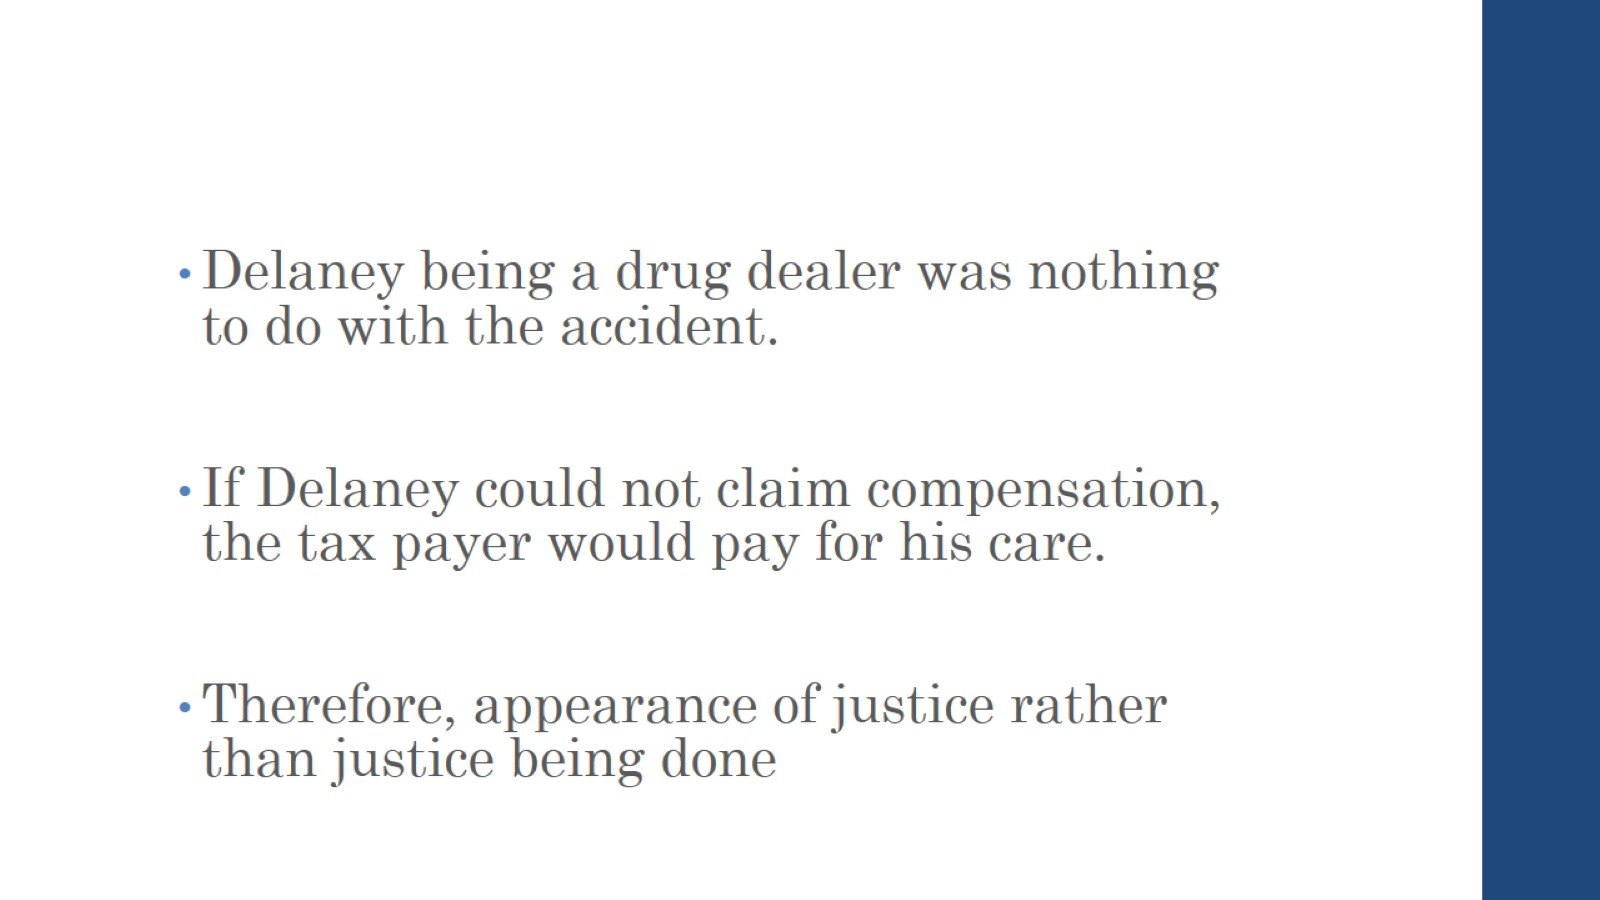 • Delaney being a drug dealer was nothing
to do with the accident.
• If Delaney could not claim compensation,
the tax payer would pay for his care.
• Therefore, appearance of justice rather
than justice being done